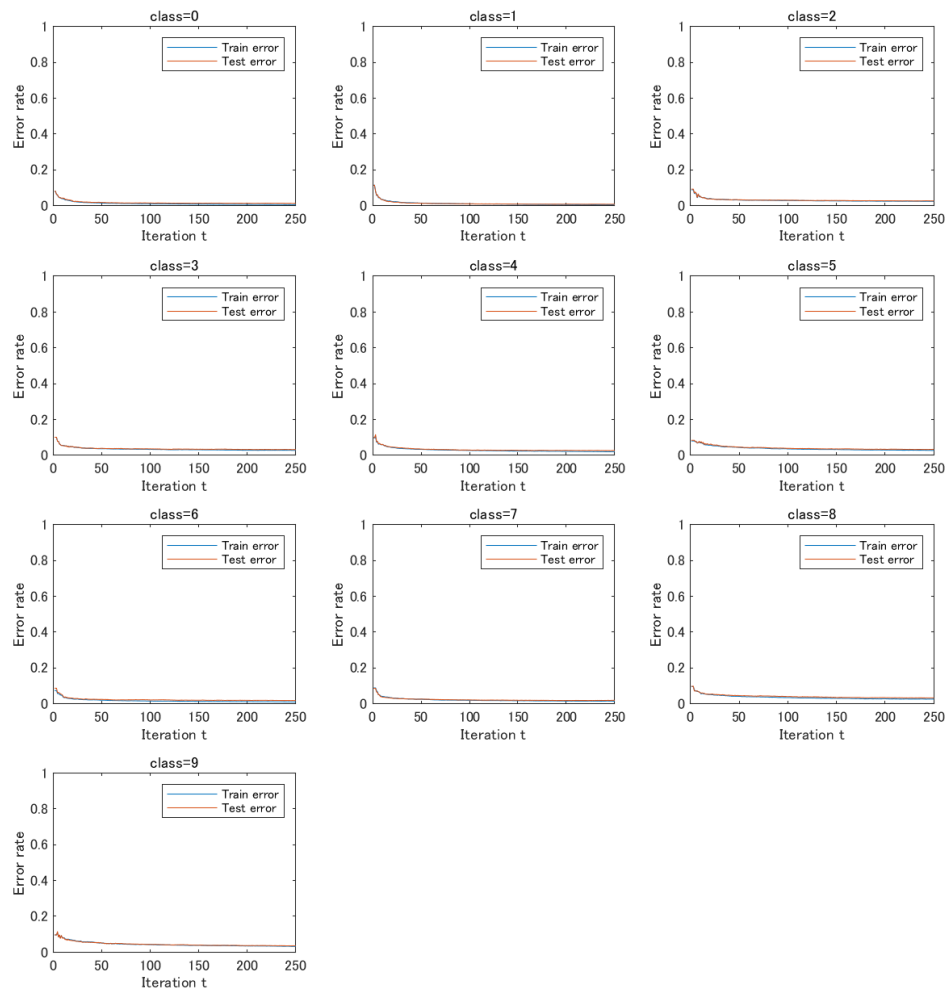 class=0
1
0.8
0.6
0.4
0.2
0
Error rate
Train error
Test error
0 50 100 150 200 250
Iteration t
class=1
1
0.8
0.6
0.4
0.2
0
Error rate
Train error
Test error
0 50 100 150 200 250
Iteration t
class=2
1
0.8
0.6
0.4
0.2
0
Error rate
Train error
Test error
0 50 100 150 200 250
Iteration t
class=3
1
0.8
0.6
0.4
0.2
0
Error rate
Train error
Test error
0 50 100 150 200 250
Iteration t
class=4
1
0.8
0.6
0.4
0.2
0
Error rate
Train error
Test error
0 50 100 150 200 250
Iteration t
class=5
1
0.8
0.6
0.4
0.2
0
Error rate
Train error
Test error
0 50 100 150 200 250
Iteration t
class=6
1
0.8
0.6
0.4
0.2
0
Error rate
Train error
Test error
0 50 100 150 200 250
Iteration t
class=7
1
0.8
0.6
0.4
0.2
0
Error rate
Train error
Test error
0 50 100 150 200 250
Iteration t
class=8
1
0.8
0.6
0.4
0.2
0
Error rate
Train error
Test error
0 50 100 150 200 250
Iteration t
class=9
1
0.8
0.6
0.4
0.2
0
Error rate
Train error
Test error
0 50 100 150 200 250
Iteration t